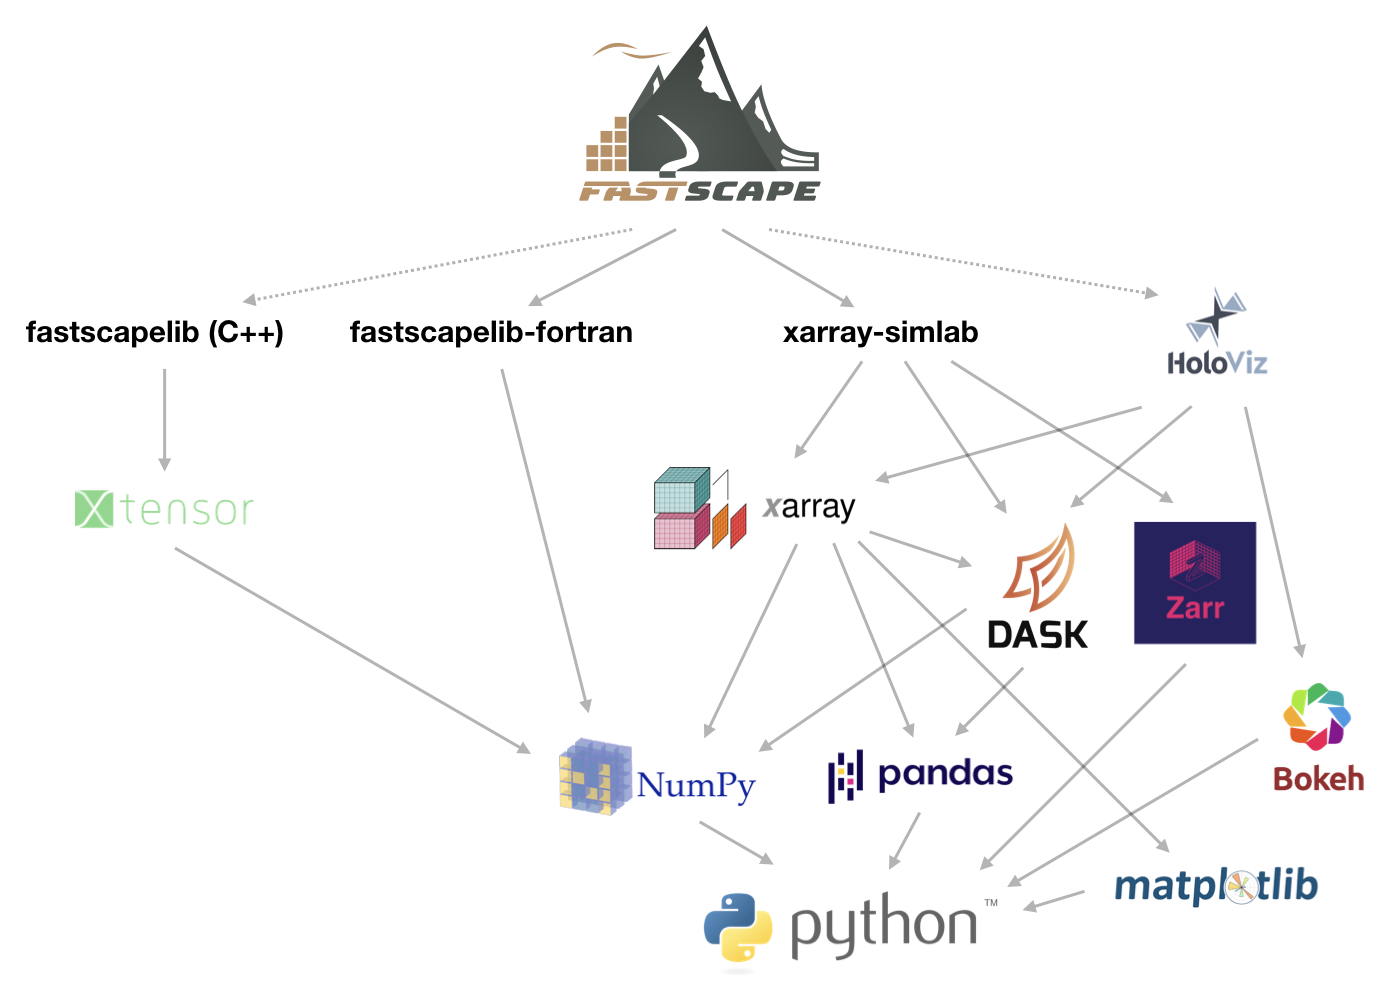 FASTSCAPE
fastscapelib (C++)
fastscapelib-fortran
xarray-simlab
HoloViz
xtensor
xarray
DASK
Zarr
NumPy
pandas
Bokeh
matplotlib
python™